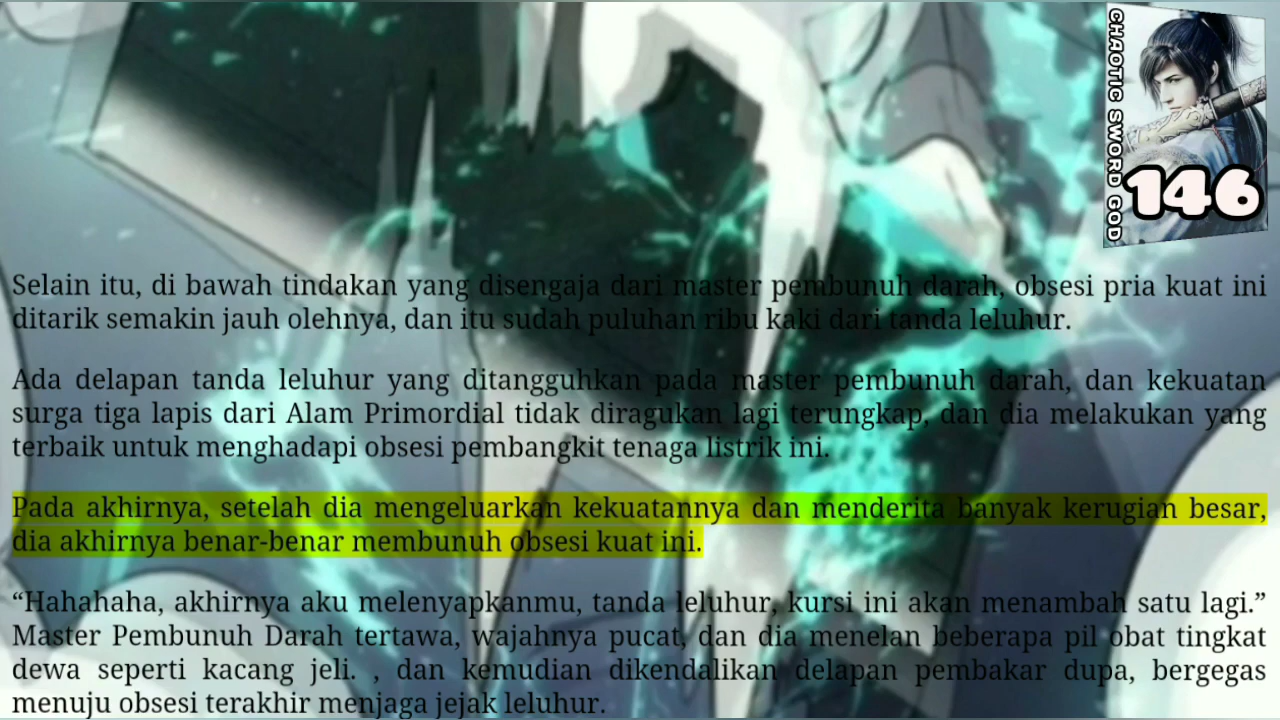 CHAOTIC SWORD GOD
146
Selain itu, di bawah tindakan yang disengaja dari master pembunuh darah, obsesi pria kuat ini
ditarik semakin jauh olehnya, dan itu sudah puluhan ribu kaki dari tanda leluhur.
Ada delapan tanda leluhur yang ditangguhkan pada master pembunuh darah, dan kekuatan
surga tiga lapis dari Alam Primordial tidak diragukan lagi terungkap, dan dia melakukan yang
terbaik untuk menghadapi obsesi pembangkit tenaga listrik ini.
Pada akhirnya, setelah dia mengeluarkan kekuatannya dan menderita banyak kerugian besar,
dia akhirnya benar-benar membunuh obsesi kuat ini.
“Hahahaha, akhirnya aku melenyapkanmu, tanda leluhur, kursi ini akan menambah satu lagi.”
Master Pembunuh Darah tertawa, wajahnya pucat, dan dia menelan beberapa pil obat tingkat
dewa seperti kacang jeli. , dan kemudian dikendalikan delapan pembakar dupa, bergegas
menuju obsesi terakhir menjaga jejak leluhur.